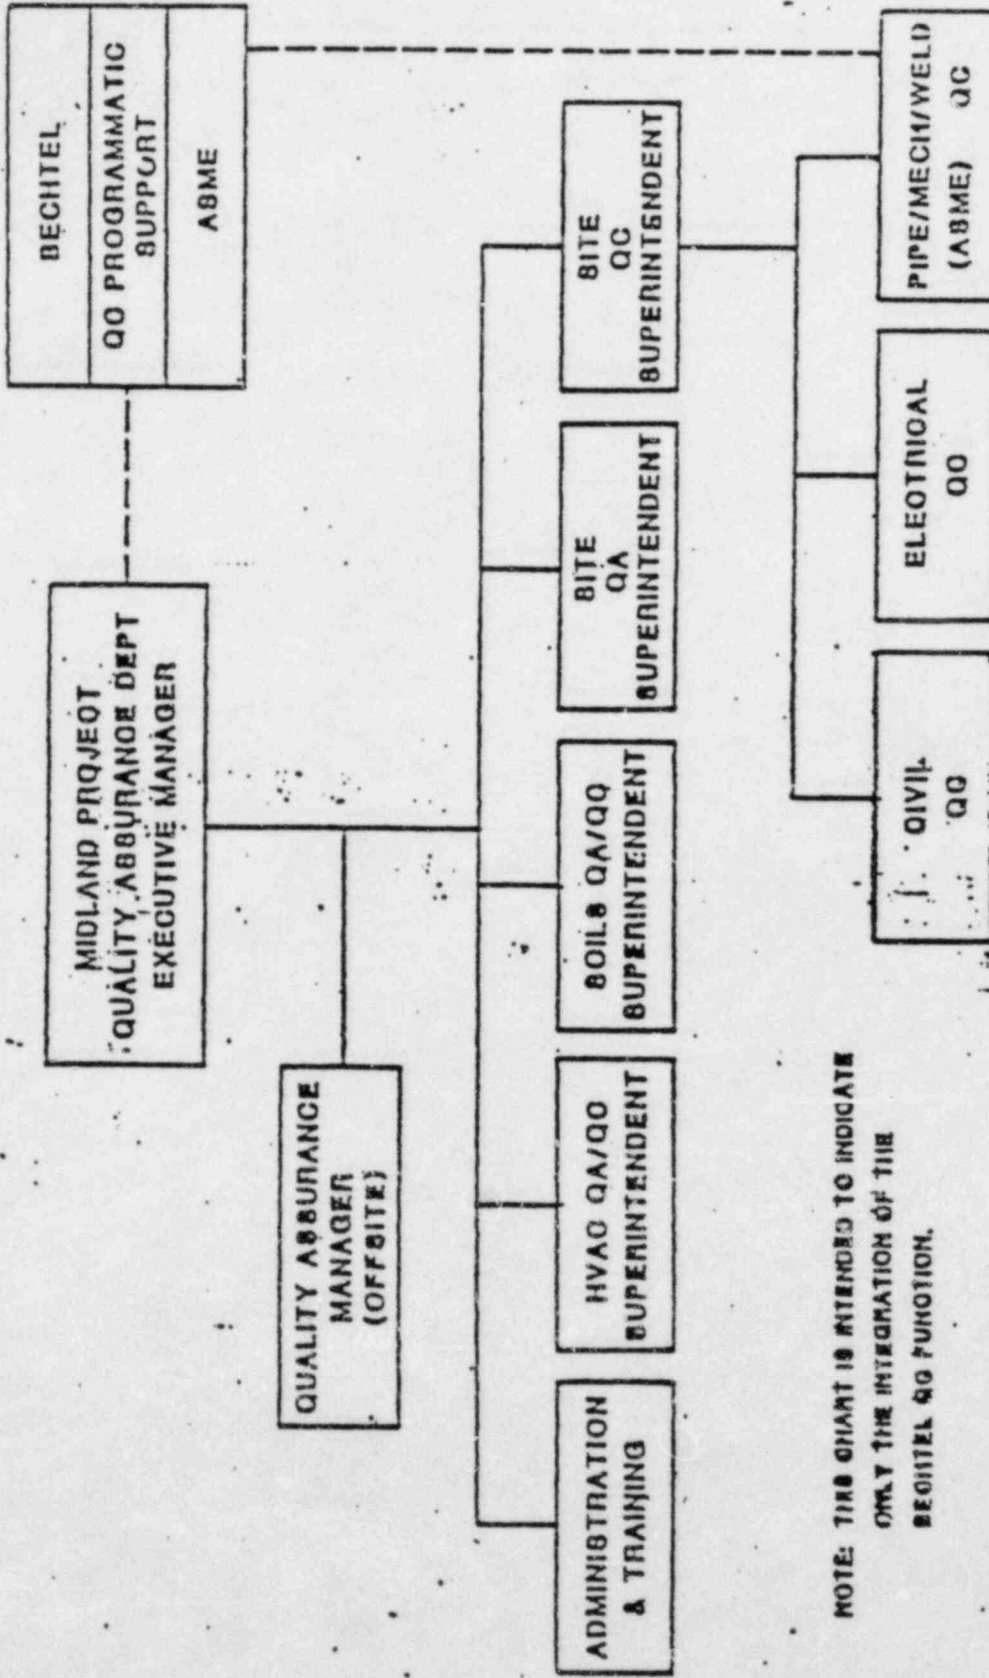 BECHTEL
QC PROGRAMMATIC
SUPPORT
ASME
MIDLAND PROJECT
QUALITY ASSURANCE DEPT
EXECUTIVE MANAGER
QUALITY ASSURANCE
MANAGER
(OFFSITE)
ADMINISTRATION
& TRAINING
HVAC QA/QC
SUPERINTENDENT
SOILS QA/QC
SUPERINTENDENT
SITE
QA
SUPERINTENDENT
SITE
QC
SUPERINTENDENT
CIVIL
QC
ELECTRICAL
QC
PIPE/MECH/WELD
(ASME) QC
NOTE: THIS CHART IS INTENDED TO INDICATE
ONLY THE INTEGRATION OF THE
BECHTEL QC FUNCTION.